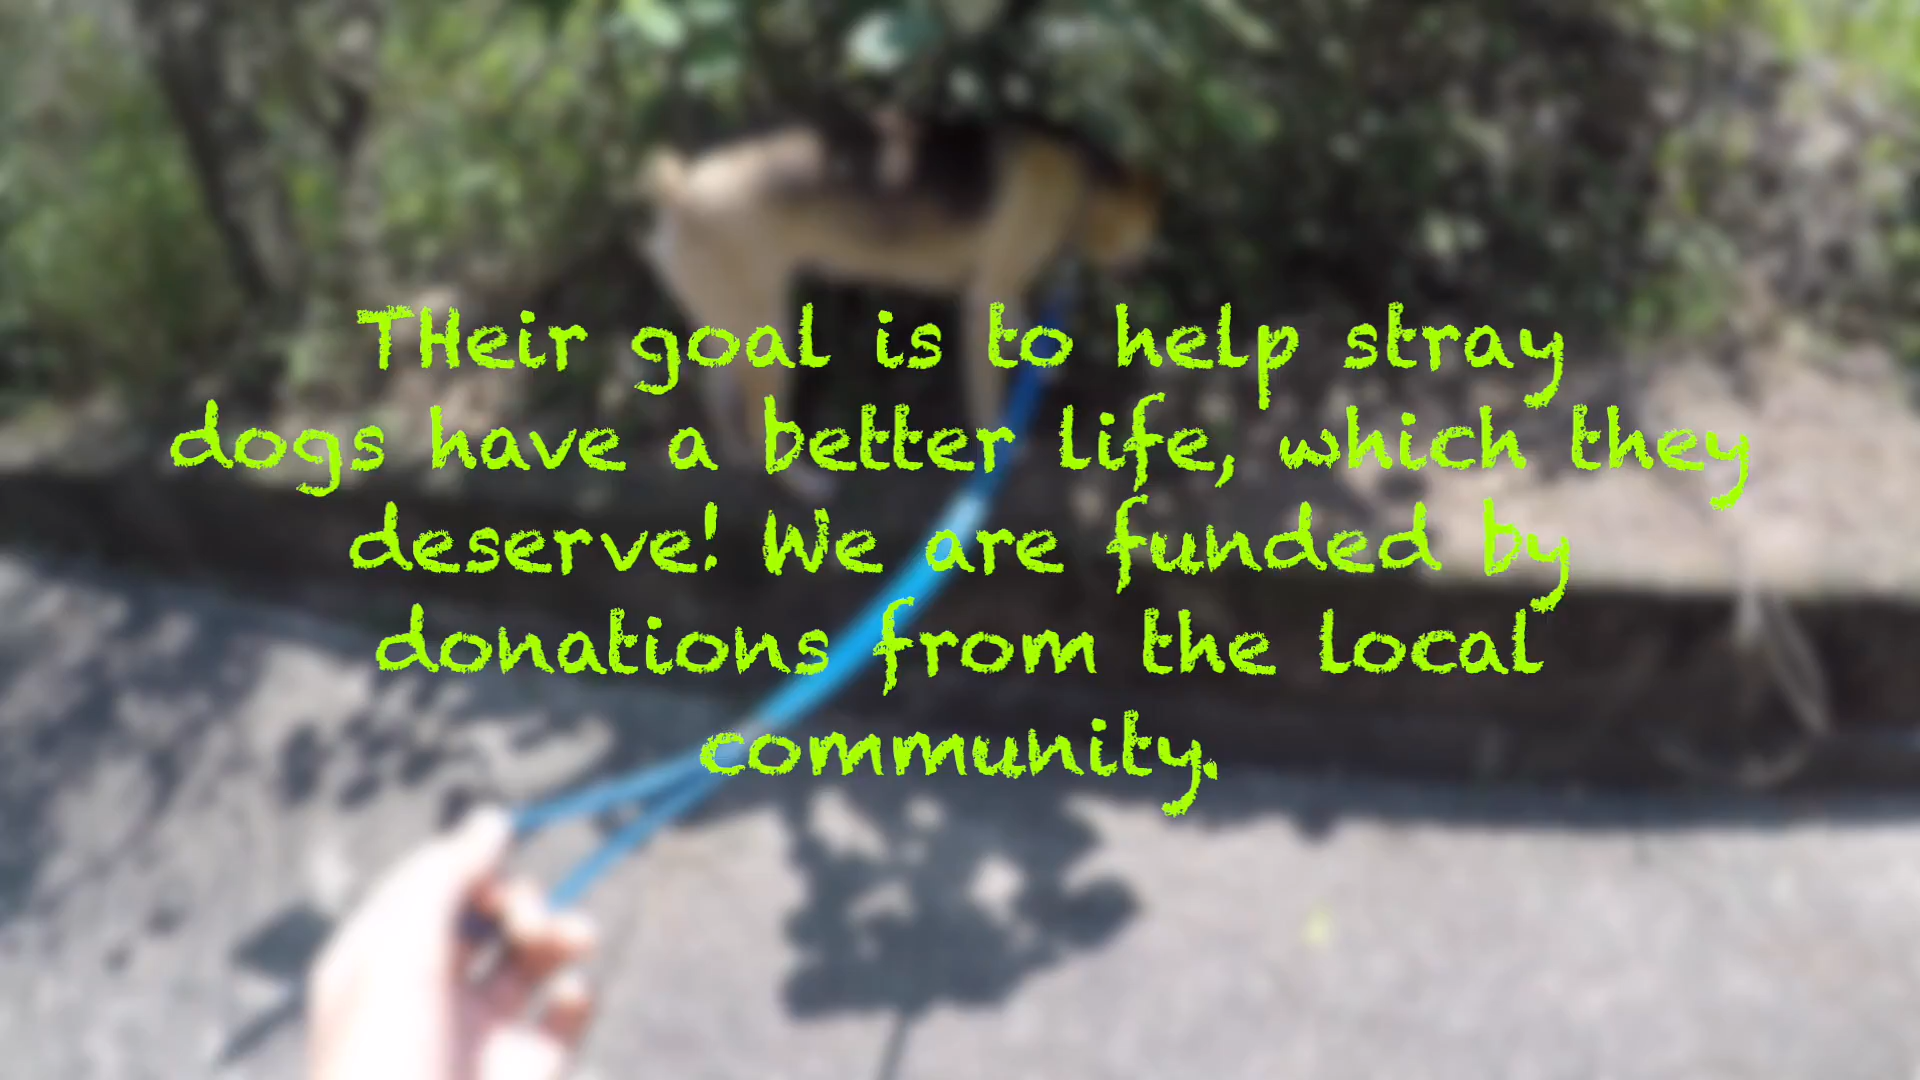 THeir goal is to help stray
dogs have a better life, which they
deserve! We are funded by
donations from the local
community.